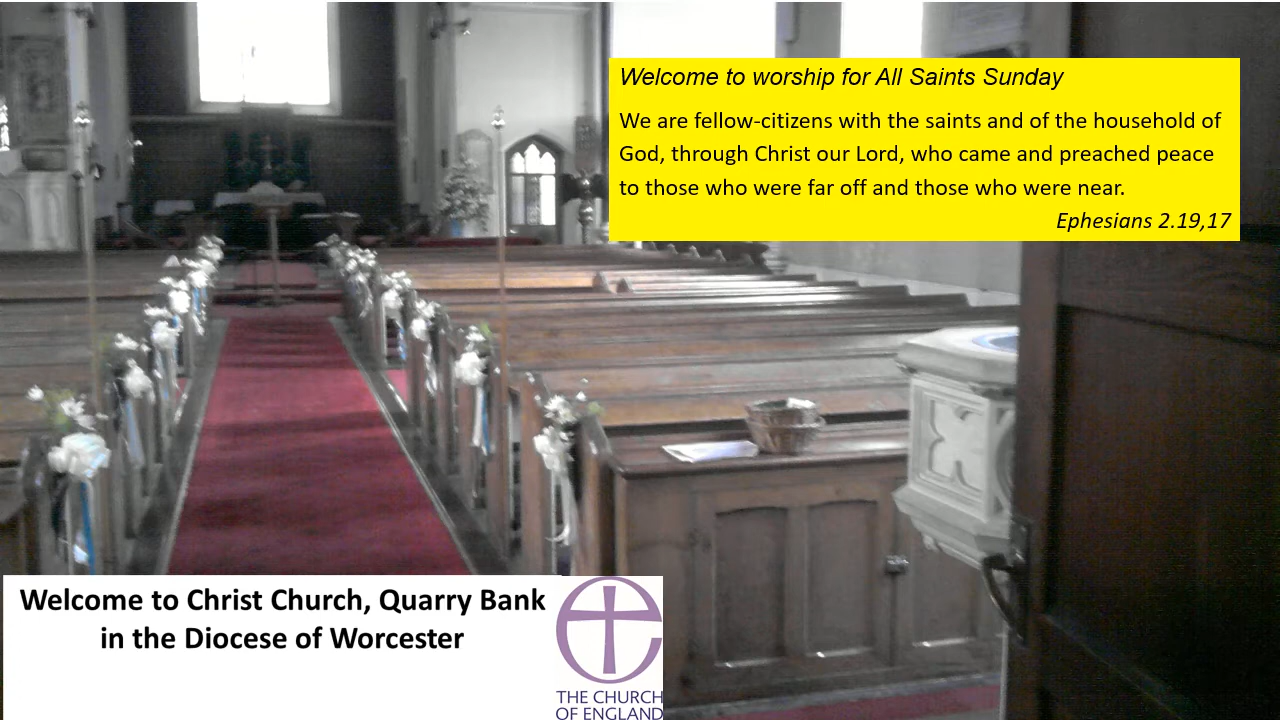 Welcome to worship for All Saints Sunday
We are fellow-citizens with the saints and of the household of
God, through Christ our Lord, who came and preached peace
to those who were far off and those who were near.
Ephesians 2.19,17
Welcome to Christ Church, Quarry Bank
in the Diocese of Worcester
THE CHURCH
OF ENGLAND